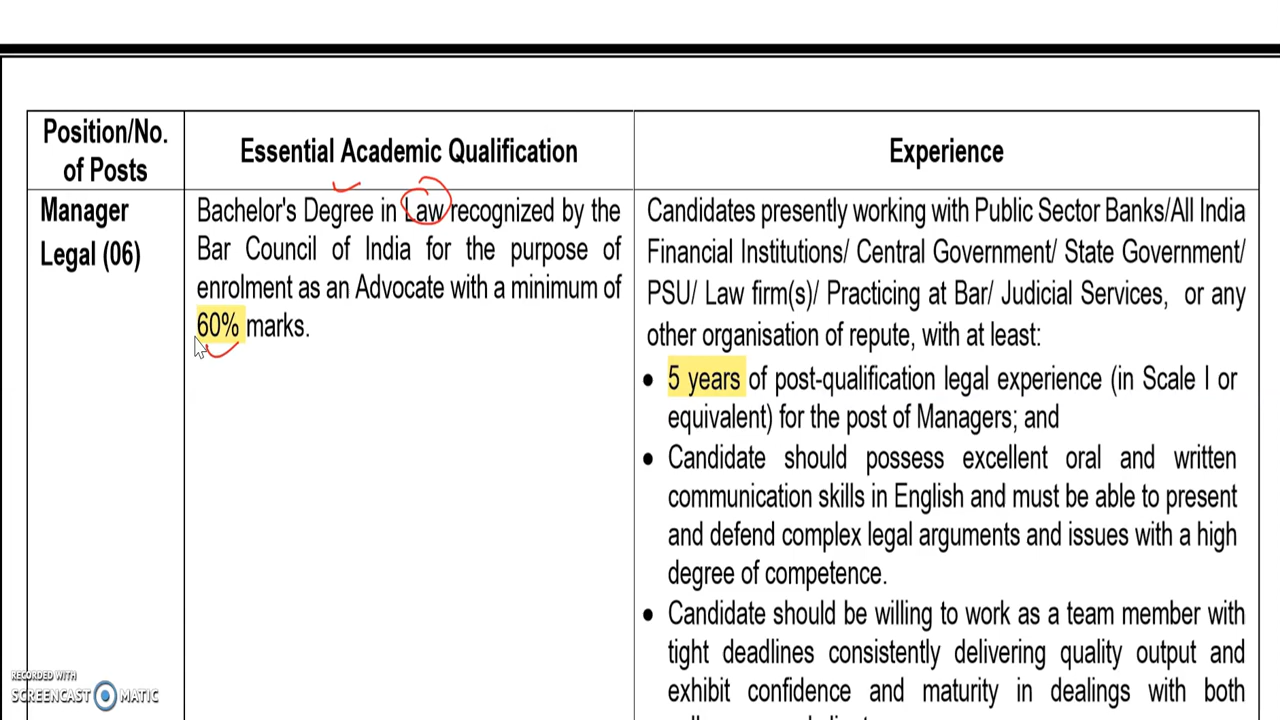 Position/No.
of Posts
Essential Academic Qualification
Experience
Manager
Legal (06)
Bachelor's Degree in Law recognized by the
Bar Council of India for the purpose of
enrolment as an Advocate with a minimum of
60% marks.
Candidates presently working with Public Sector Banks/All India
Financial Institutions/ Central Government/ State Government/
PSU/ Law firm(s)/ Practicing at Bar/ Judicial Services, or any
other organisation of repute, with at least:
• 5 years of post-qualification legal experience (in Scale I or
equivalent) for the post of Managers; and
• Candidate should possess excellent oral and written
communication skills in English and must be able to present
and defend complex legal arguments and issues with a high
degree of competence.
• Candidate should be willing to work as a team member with
tight deadlines consistently delivering quality output and
exhibit confidence and maturity in dealings with both
RECORDED WITH
SCREENCAST MATIC